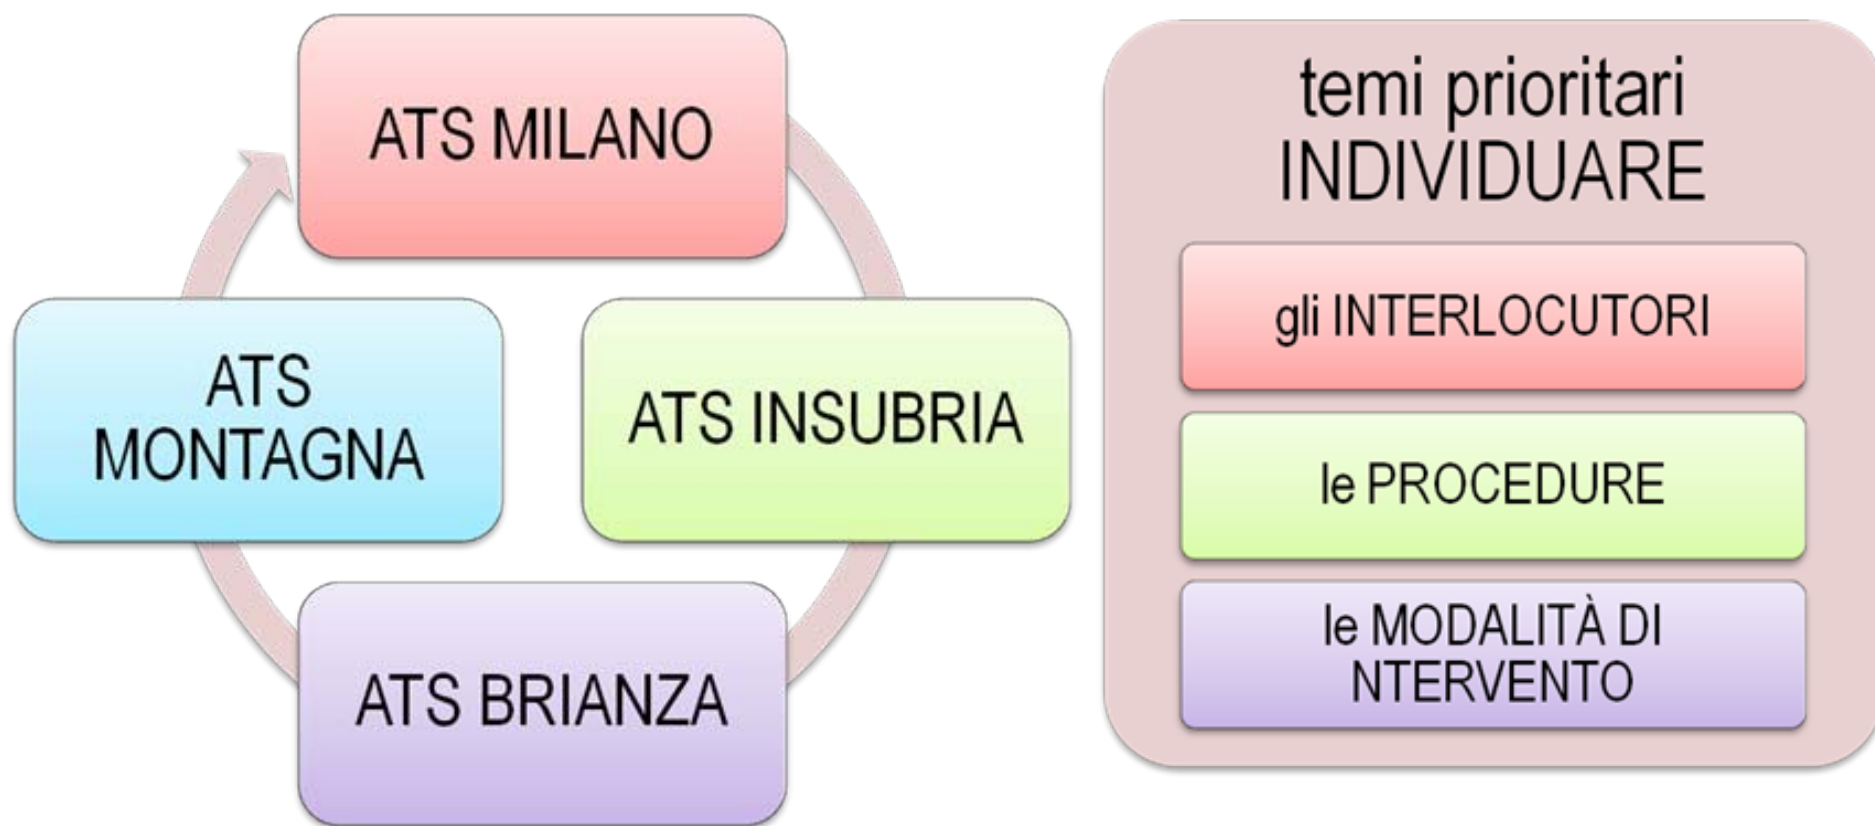 ATS MILANO
ATS INSUBRIA
ATS BRIANZA
ATS
MONTAGNA
temi prioritari
INDIVIDUARE
gli INTERLOCUTORI
le PROCEDURE
le MODALITÀ DI
NTERVENTO